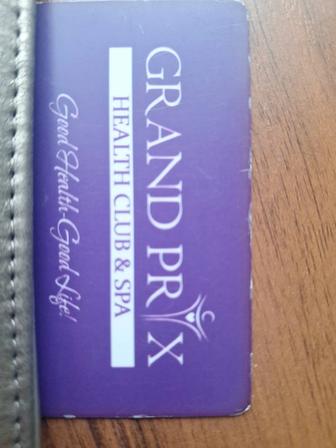 GRAND PRIX
HEALTH CLUB & SPA
Good Health-Good Life!